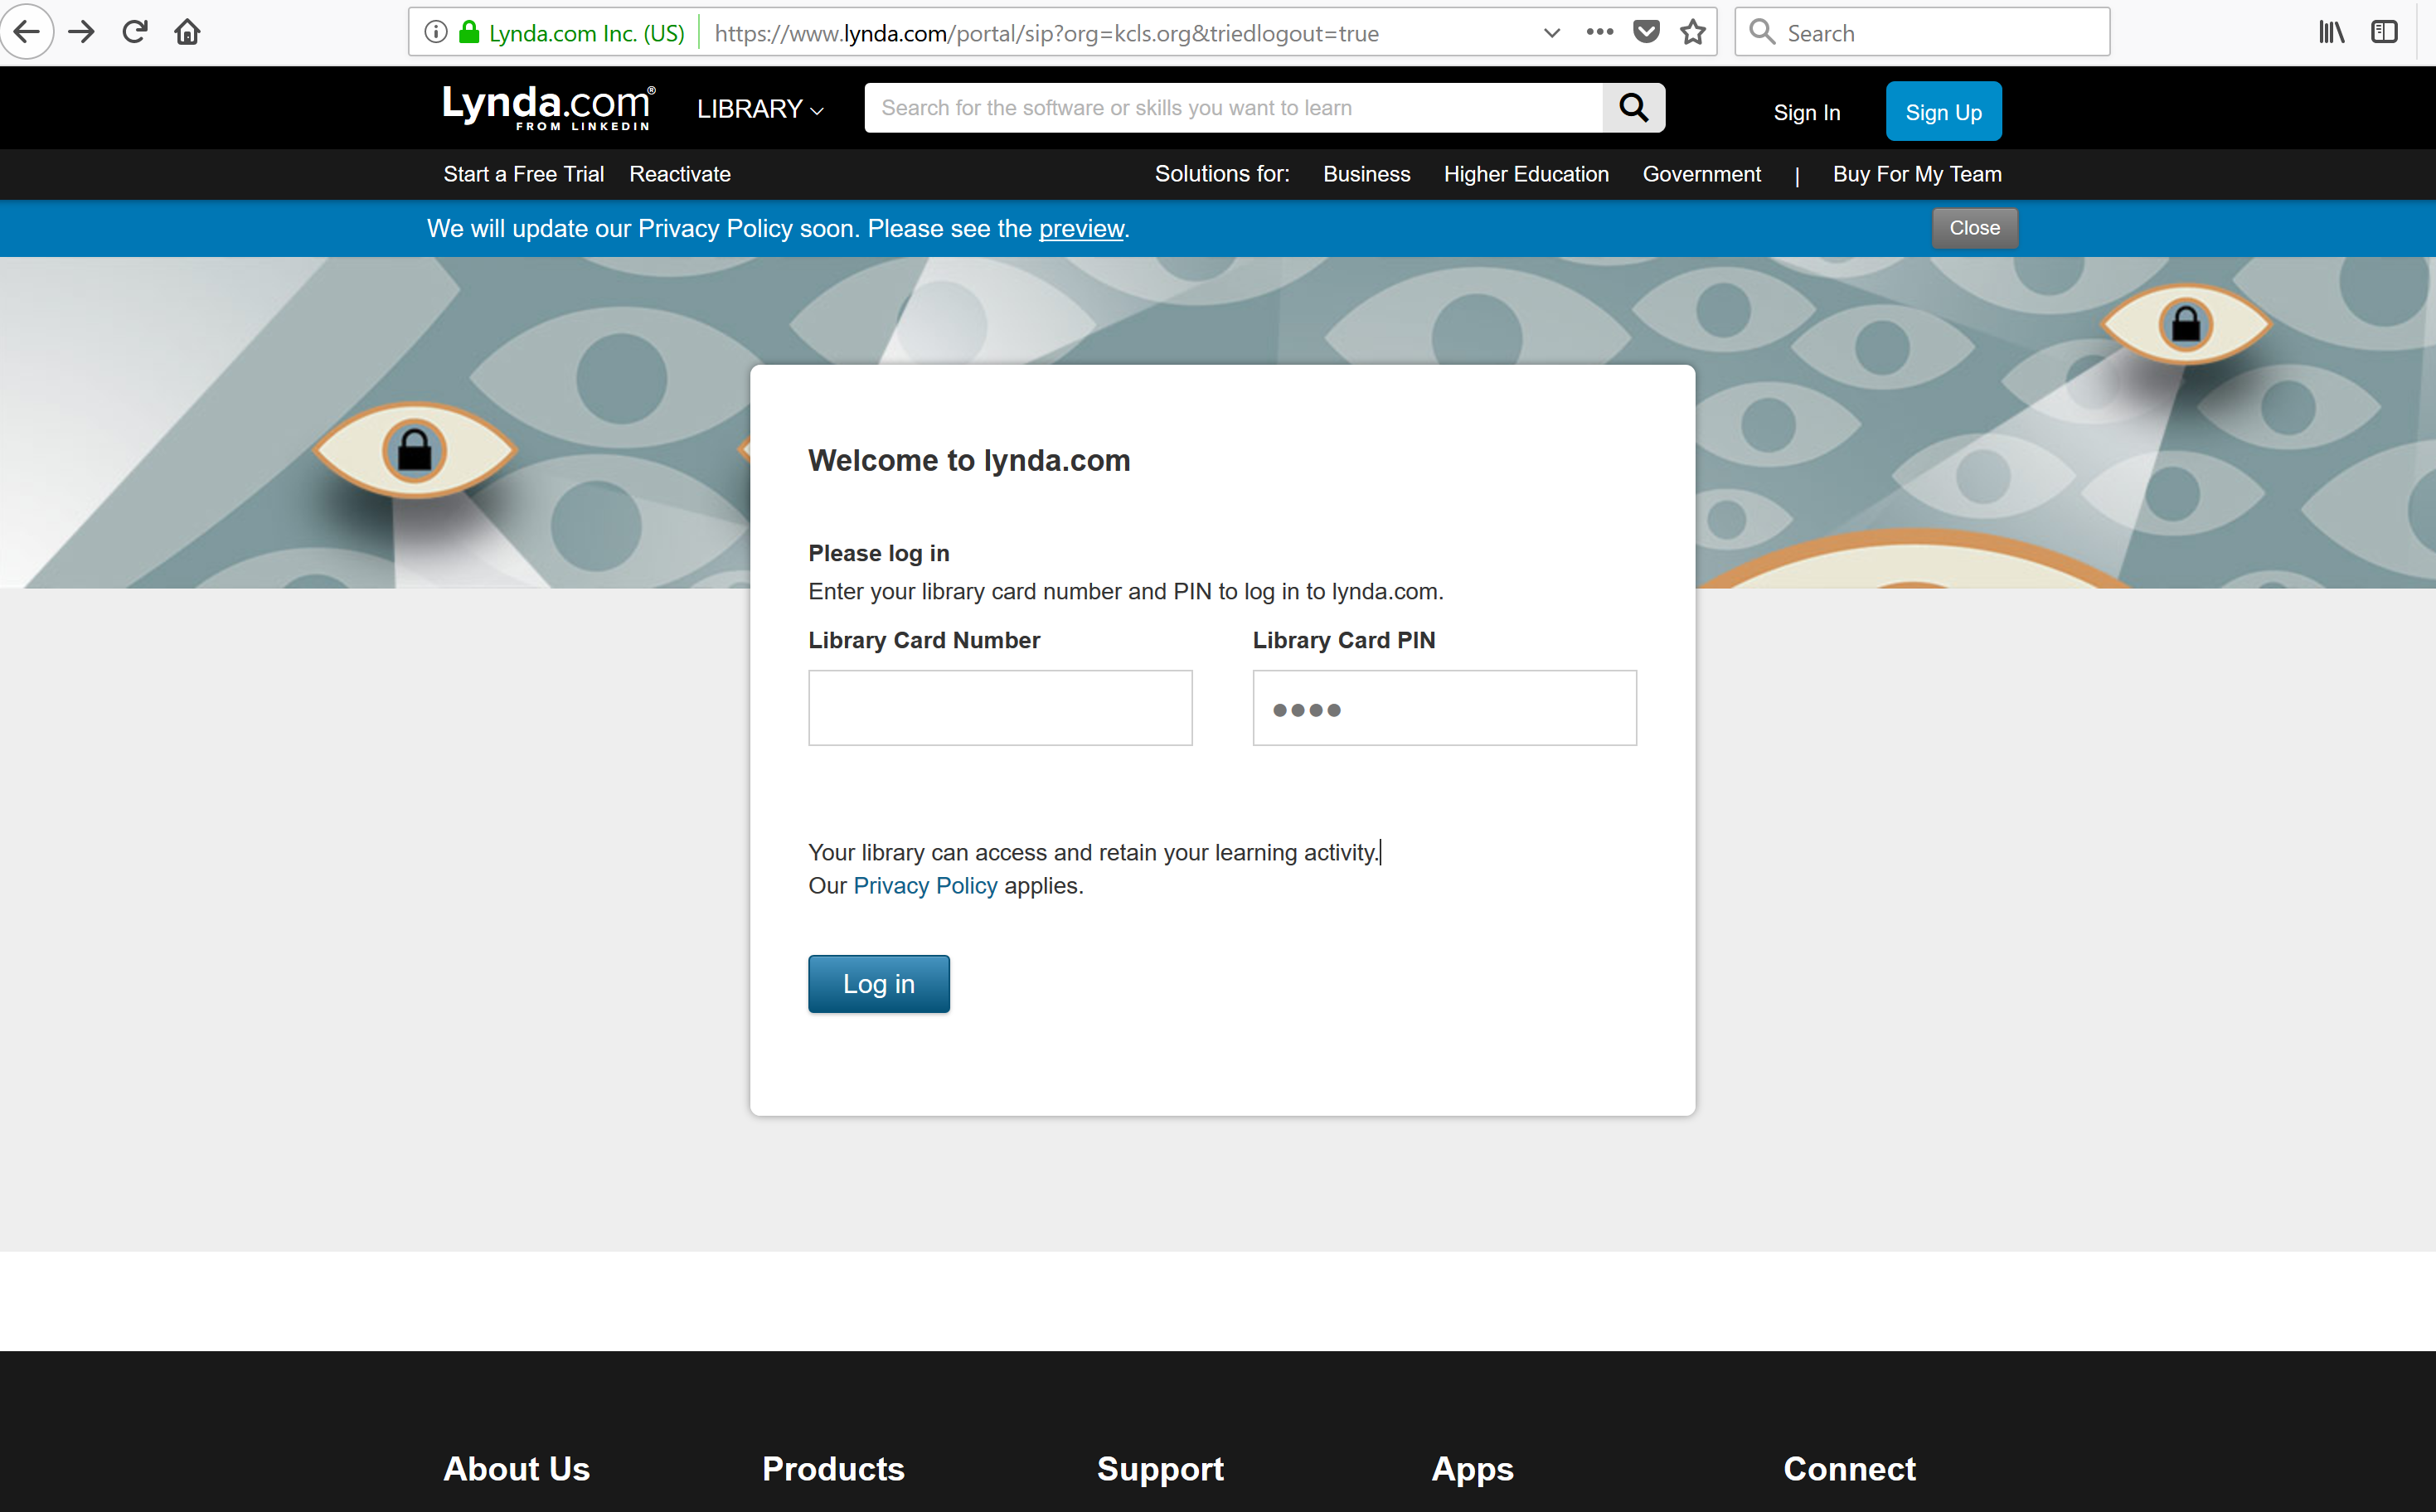 Lynda.com Inc. (US) https://www.lynda.com/portal/sip?org=kcls.org&triedlogout=true Search
Lynda.com® LIBRARY Search for the software or skills you want to learn Sign In Sign Up
FROM LINKEDIN
Start a Free Trial Reactivate Solutions for: Business Higher Education Government | Buy For My Team
We will update our Privacy Policy soon. Please see the preview. Close
Welcome to lynda.com
Please log in
Enter your library card number and PIN to log in to lynda.com.
Library Card Number Library Card PIN
Your library can access and retain your learning activity.
Our Privacy Policy applies.
Log in
About Us Products Support Apps Connect